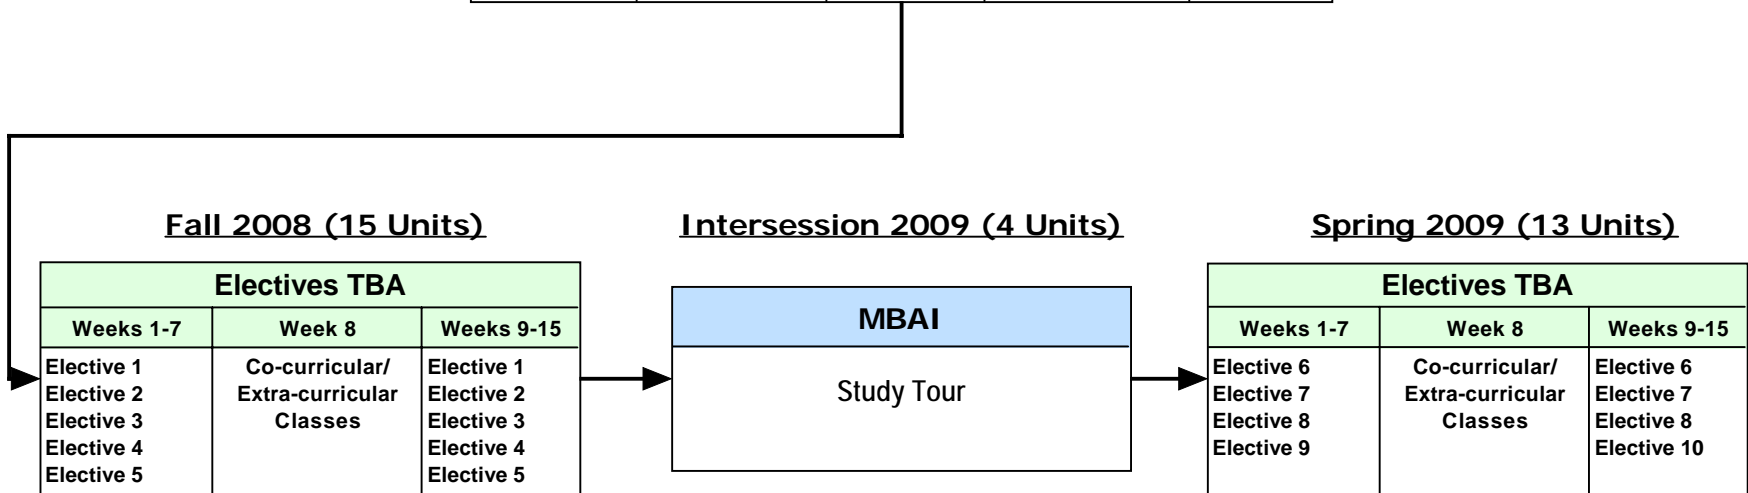 Fall 2008 (15 Units)
Electives TBA
Weeks 1-7
Week 8
Weeks 9-15
Elective 1
Elective 2
Elective 3
Elective 4
Elective 5
Co-curricular/
Extra-curricular
Classes
Elective 1
Elective 2
Elective 3
Elective 4
Elective 5
Intersession 2009 (4 Units)
MBAI
Study Tour
Spring 2009 (13 Units)
Electives TBA
Weeks 1-7
Week 8
Weeks 9-15
Elective 6
Elective 7
Elective 8
Elective 9
Co-curricular/
Extra-curricular
Classes
Elective 6
Elective 7
Elective 8
Elective 10